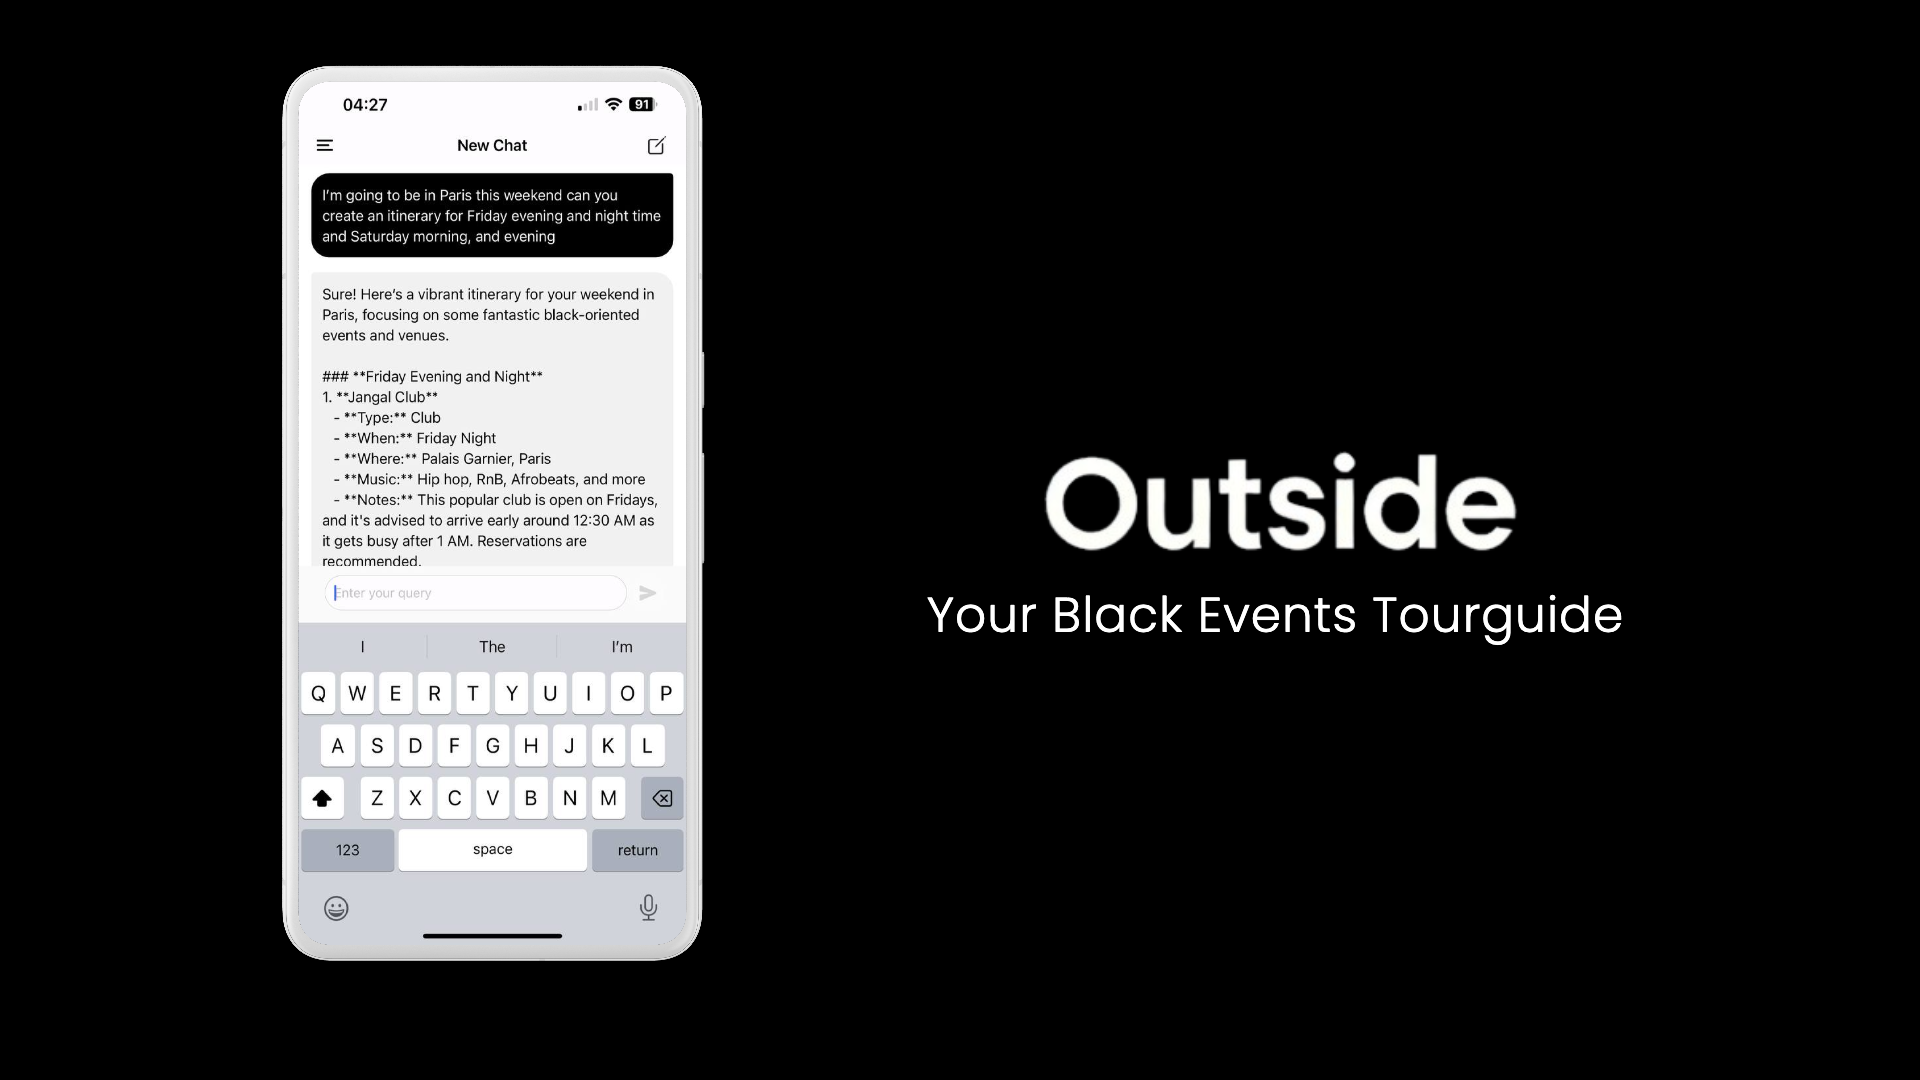 04:27
91
New Chat
I’m going to be in Paris this weekend can you
create an itinerary for Friday evening and night time
and Saturday morning, and evening
Sure! Here’s a vibrant itinerary for your weekend in
Paris, focusing on some fantastic black-oriented
events and venues.
### **Friday Evening and Night**
1. **Jangal Club**
- **Type:** Club
- **When:** Friday Night
- **Where:** Palais Garnier, Paris
- **Music:** Hip hop, RnB, Afrobeats, and more
- **Notes:** This popular club is open on Fridays,
and it's advised to arrive early around 12:30 AM as
it gets busy after 1 AM. Reservations are
recommended.
Enter your query
I The I’m
Q W E R T Y U I O P
A S D F G H J K L
Z X C V B N M
123 space return
Outside
Your Black Events Tourguide